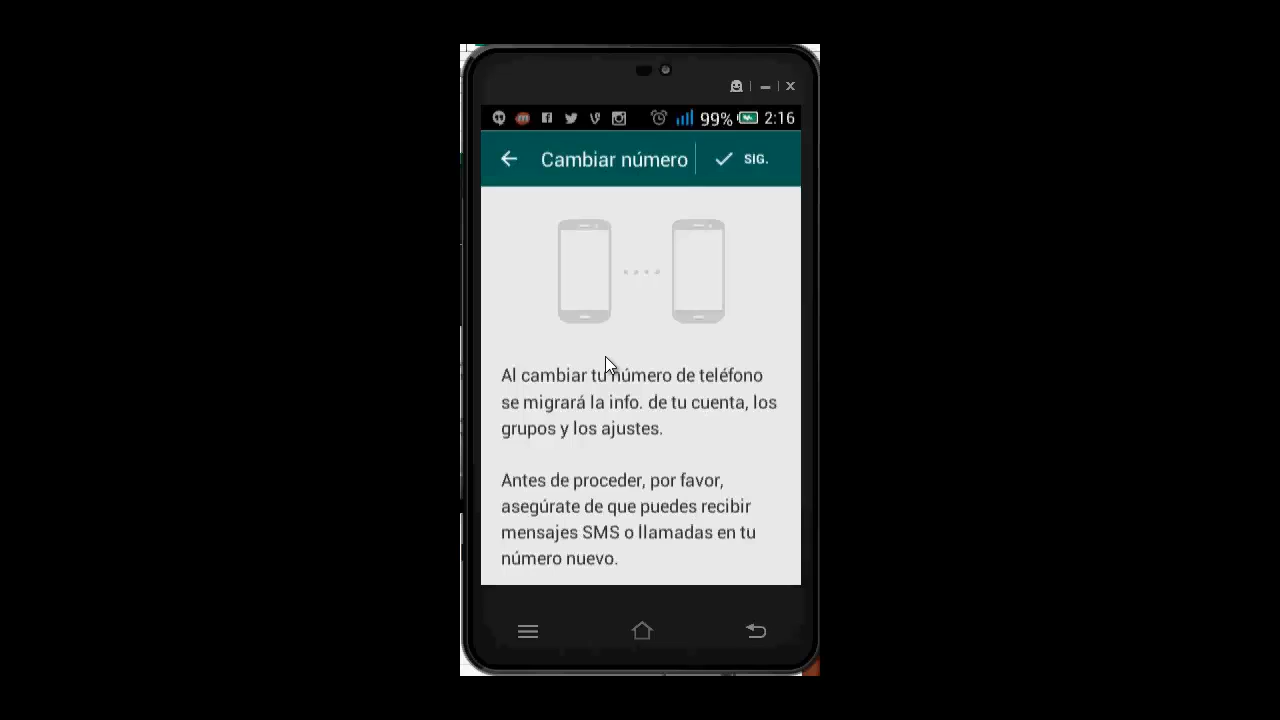 99% 2:16
Cambiar número SIG.
Al cambiar tu número de teléfono
se migrará la info. de tu cuenta, los
grupos y los ajustes.
Antes de proceder, por favor,
asegúrate de que puedes recibir
mensajes SMS o llamadas en tu
número nuevo.